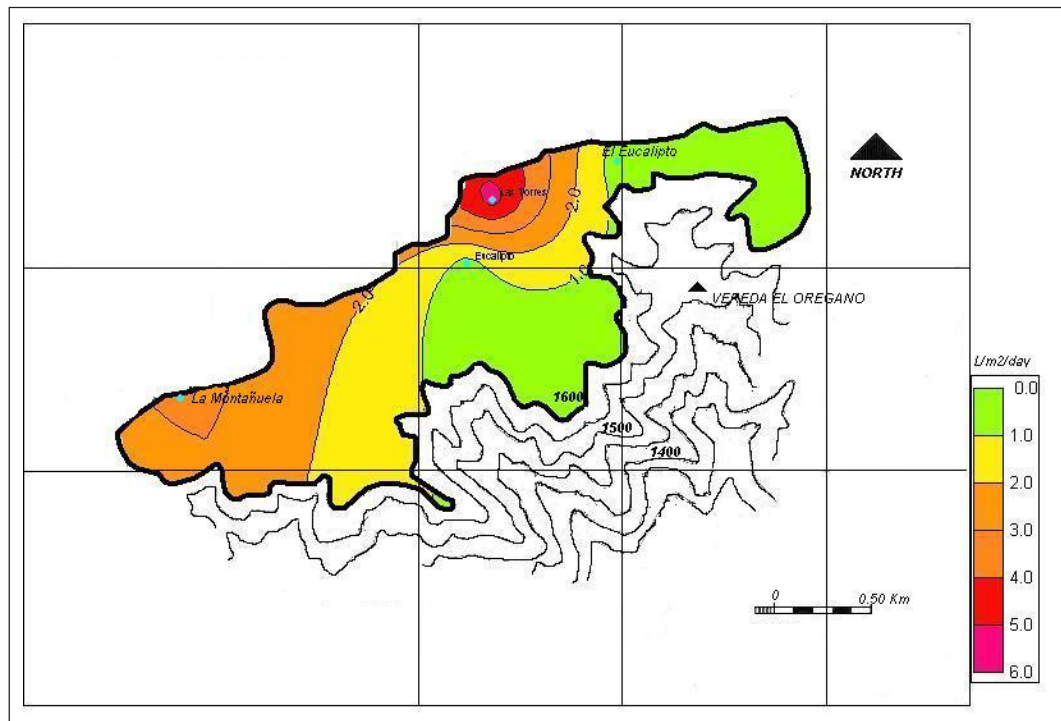 El Eucalipto
NORTH
Las Torres
2.0
Eucalipto
1.0
VEREDA EL OREGANO
2.0
L/m2/day
0.0
La Montañuela
1600
1.0
1500
1400
2.0
3.0
4.0
0
0.50 Km
5.0
6.0